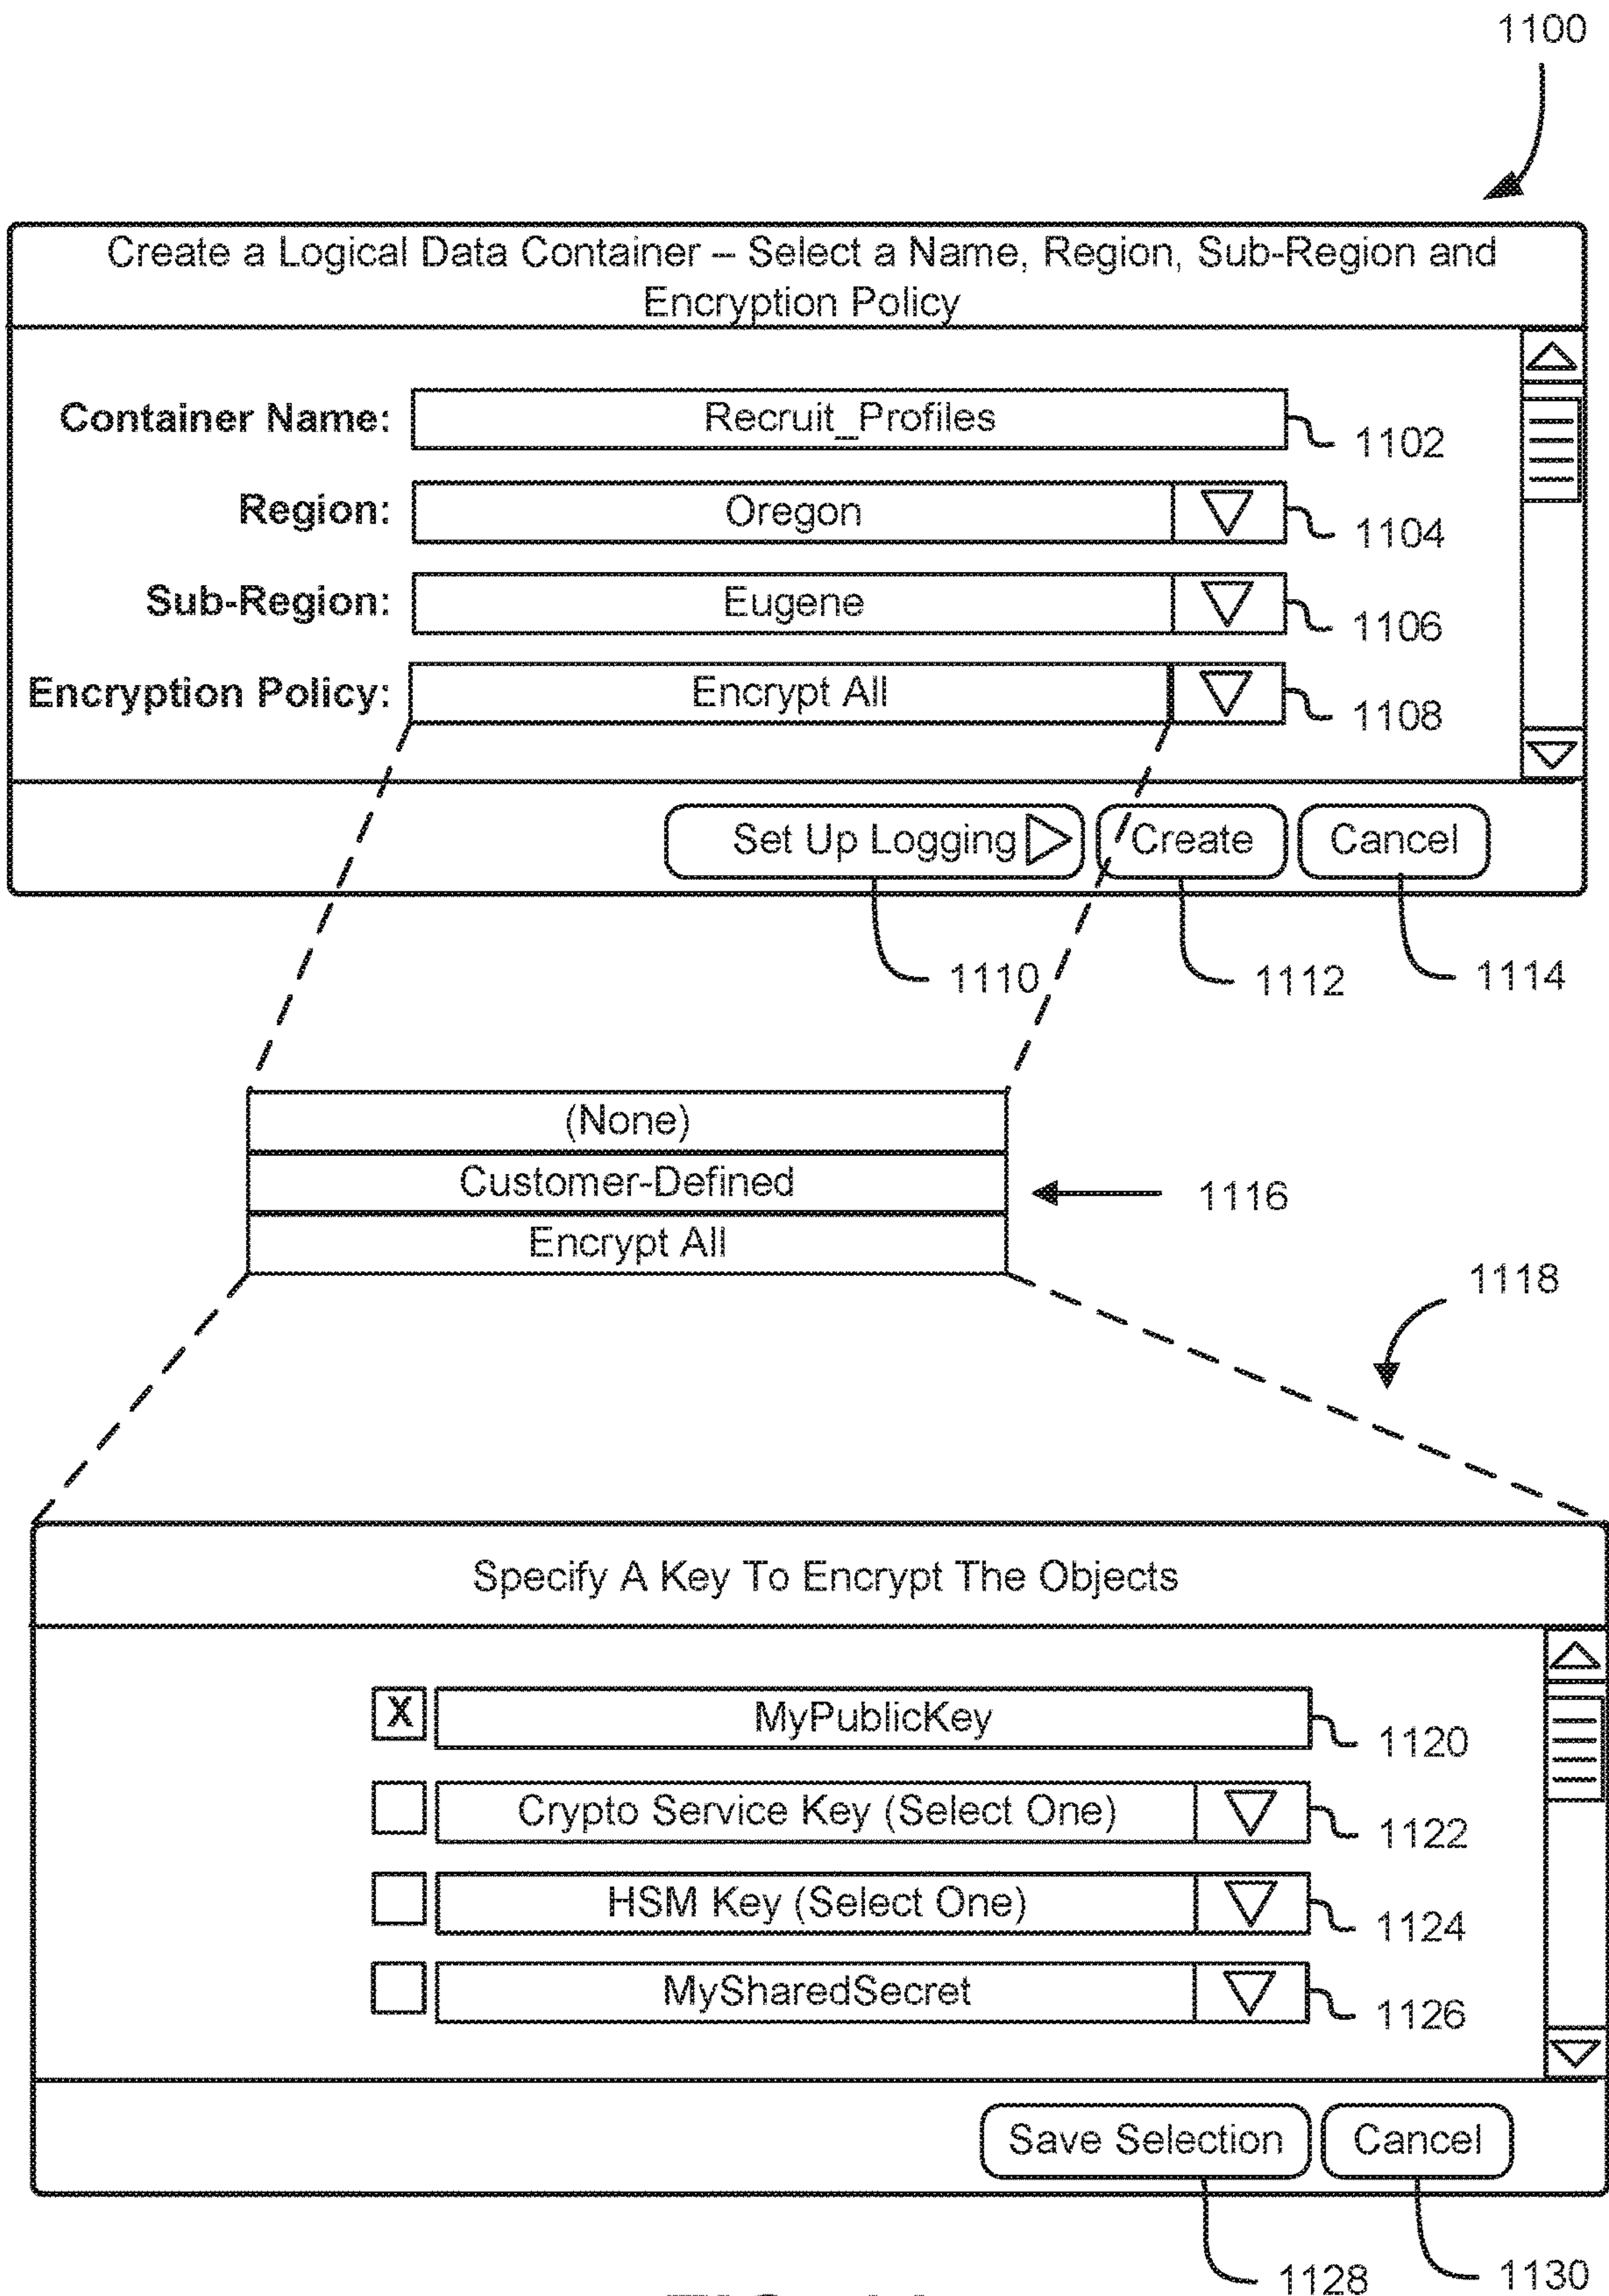 1100
Create a Logical Data Container – Select a Name, Region, Sub-Region and
Encryption Policy
Container Name: Recruit_Profiles 1102
Region: Oregon 1104
Sub-Region: Eugene 1106
Encryption Policy: Encrypt All 1108
Set Up Logging Create Cancel
1110 1112 1114
(None)
Customer-Defined 1116
Encrypt All
1118
Specify A Key To Encrypt The Objects
X MyPublicKey 1120
Crypto Service Key (Select One) 1122
HSM Key (Select One) 1124
MySharedSecret 1126
Save Selection Cancel
1128 1130